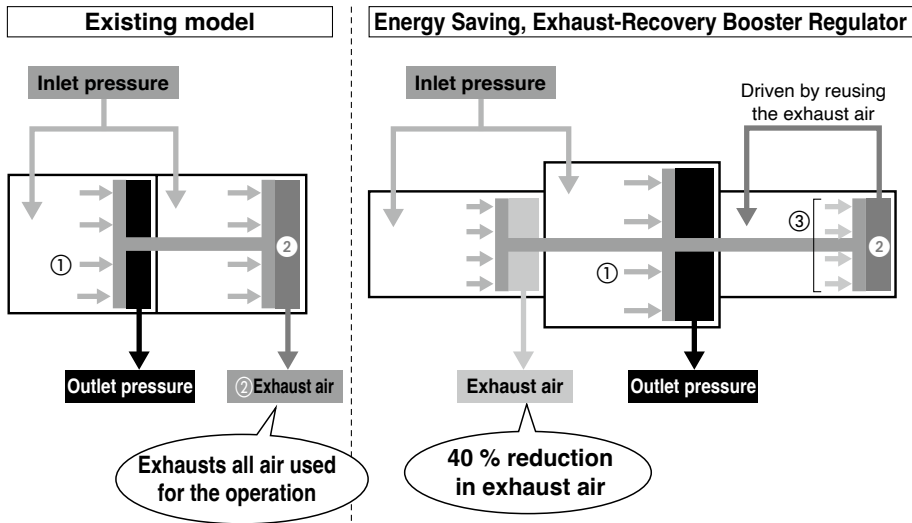 Existing model
Inlet pressure
①
②
Outlet pressure
②Exhaust air
Exhausts all air used
for the operation
Energy Saving, Exhaust-Recovery Booster Regulator
Inlet pressure
Driven by reusing
the exhaust air
①
③
②
Exhaust air
Outlet pressure
40 % reduction
in exhaust air